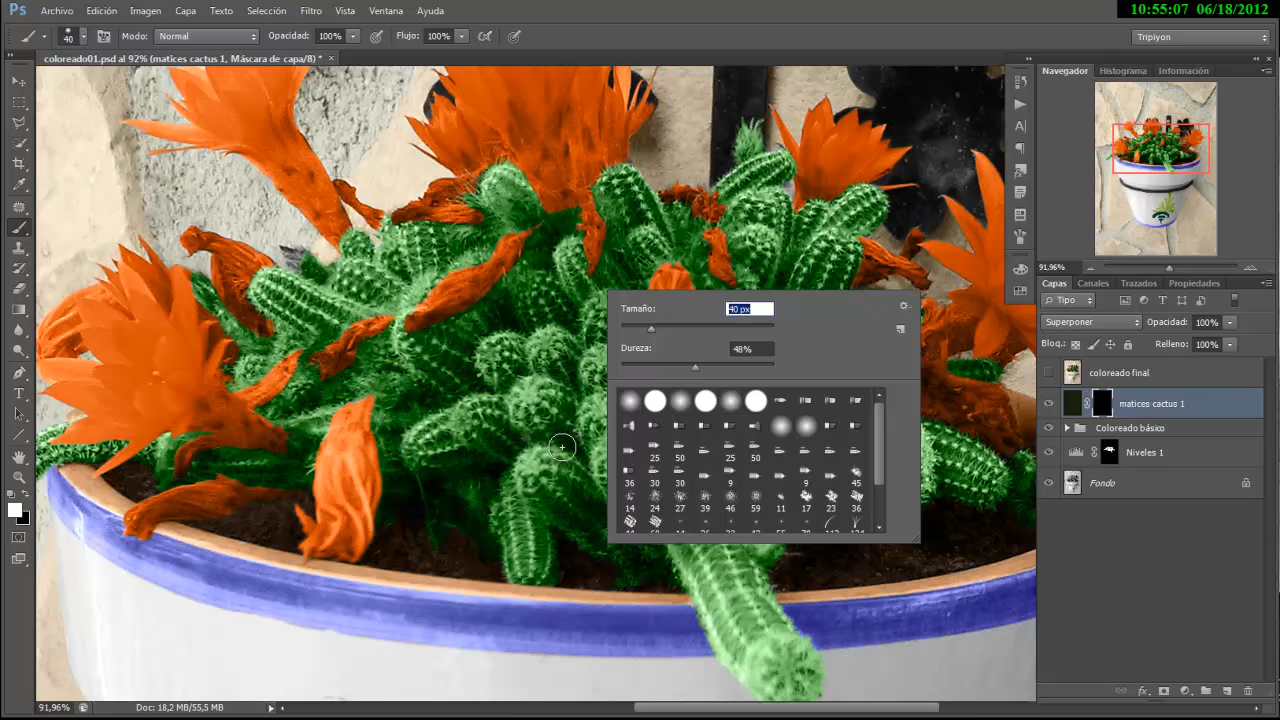 10:55:07 06/18/2012
Ps Archivo Edición Imagen Capa Texto Selección Filtro Vista Ventana Ayuda
40 Modo: Normal Opacidad: 100% Flujo: 100% Tripiyon
coloreado01.psd al 92% (matices cactus 1, Máscara de capa/8) * ×
Navegador Histograma Información
91,96%
Capas Canales Trazados Propiedades
Tipo
Superponer Opacidad: 100%
Bloq.: Relleno: 100%
coloreado final
matices cactus 1
Coloreado básico
Niveles 1
Fondo
Tamaño: 40 px
Dureza: 48%
25 50 25 50
36 30 30 9 9 45
14 24 27 39 46 59 11 17 23 36
91,96% Doc: 18,2 MB/55,5 MB